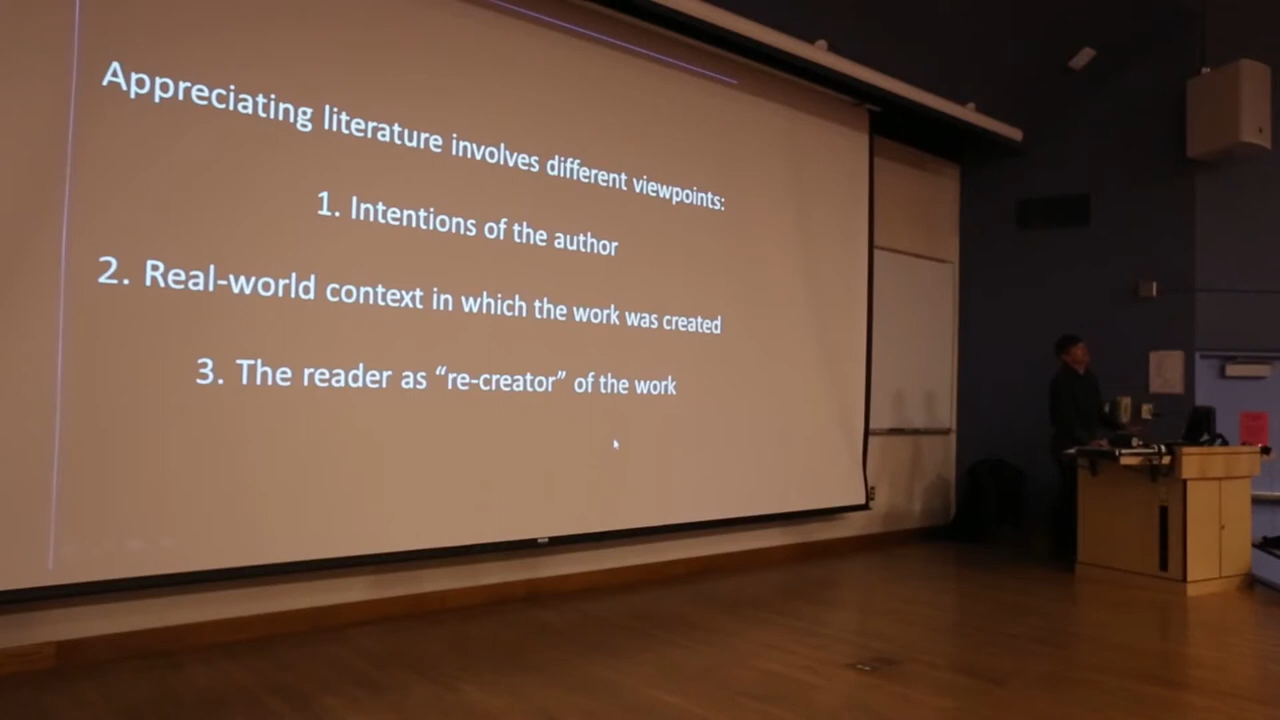 Appreciating literature involves different viewpoints:
1. Intentions of the author
2. Real-world context in which the work was created
3. The reader as “re-creator” of the work